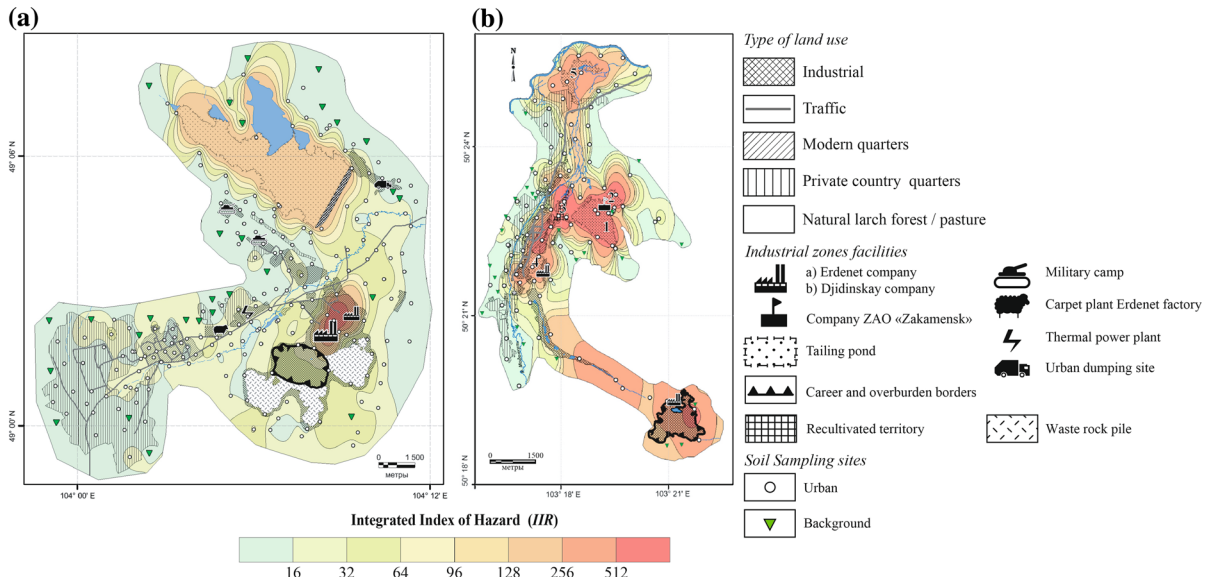 (a)
(b)
N
49° 06' N
49° 00' N
104° 00' E
104° 12' E
0 1 500
метры
50° 24' N
50° 21' N
50° 18' N
103° 18' E
103° 21' E
0 1500
метры
1
Type of land use
Industrial
Traffic
Modern quarters
Private country quarters
Natural larch forest / pasture
Industrial zones facilities
a) Erdenet company
b) Djidinskay company
Company ZAO «Zakamensk»
Tailing pond
Career and overburden borders
Recultivated territory
Military camp
Carpet plant Erdenet factory
Thermal power plant
Urban dumping site
Waste rock pile
Soil Sampling sites
Urban
Background
Integrated Index of Hazard (IIR)
16 32 64 96 128 256 512